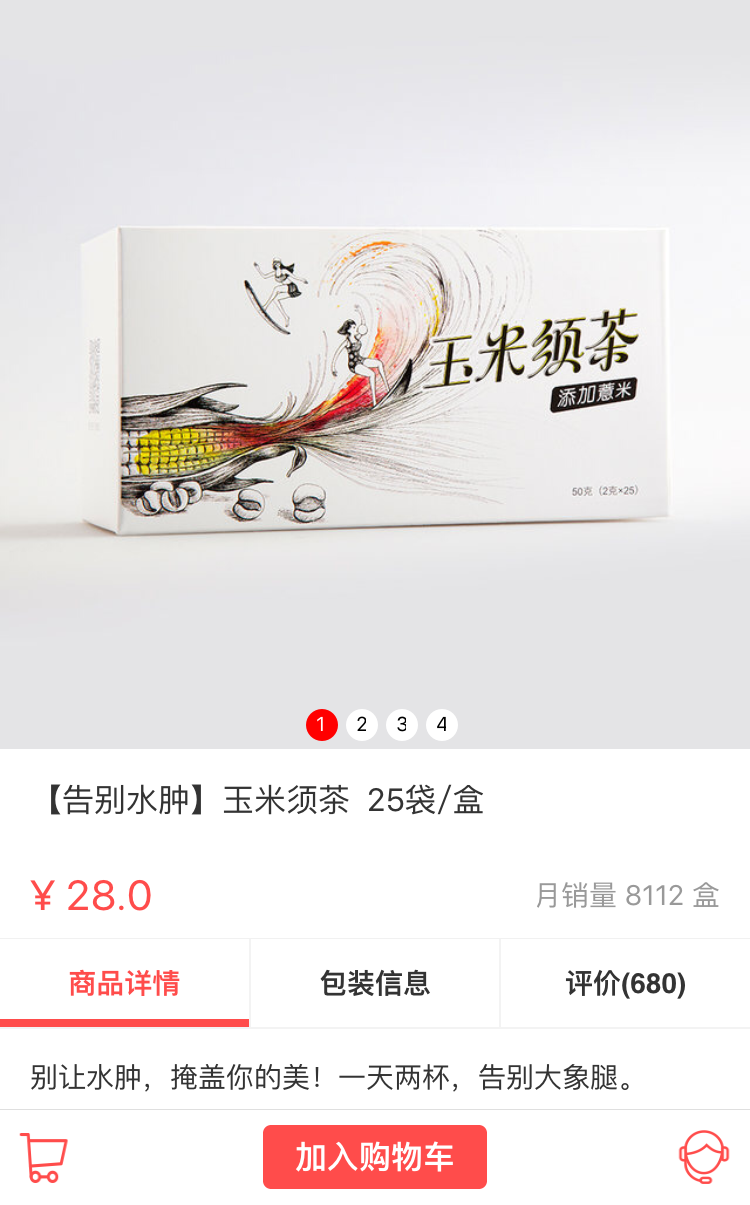 玉米须茶
添加薏米
50克（2克×25）
1 2 3 4
【告别水肿】玉米须茶 25袋/盒
¥ 28.0 月销量 8112 盒
商品详情 包装信息 评价(680)
别让水肿，掩盖你的美！一天两杯，告别大象腿。
加入购物车